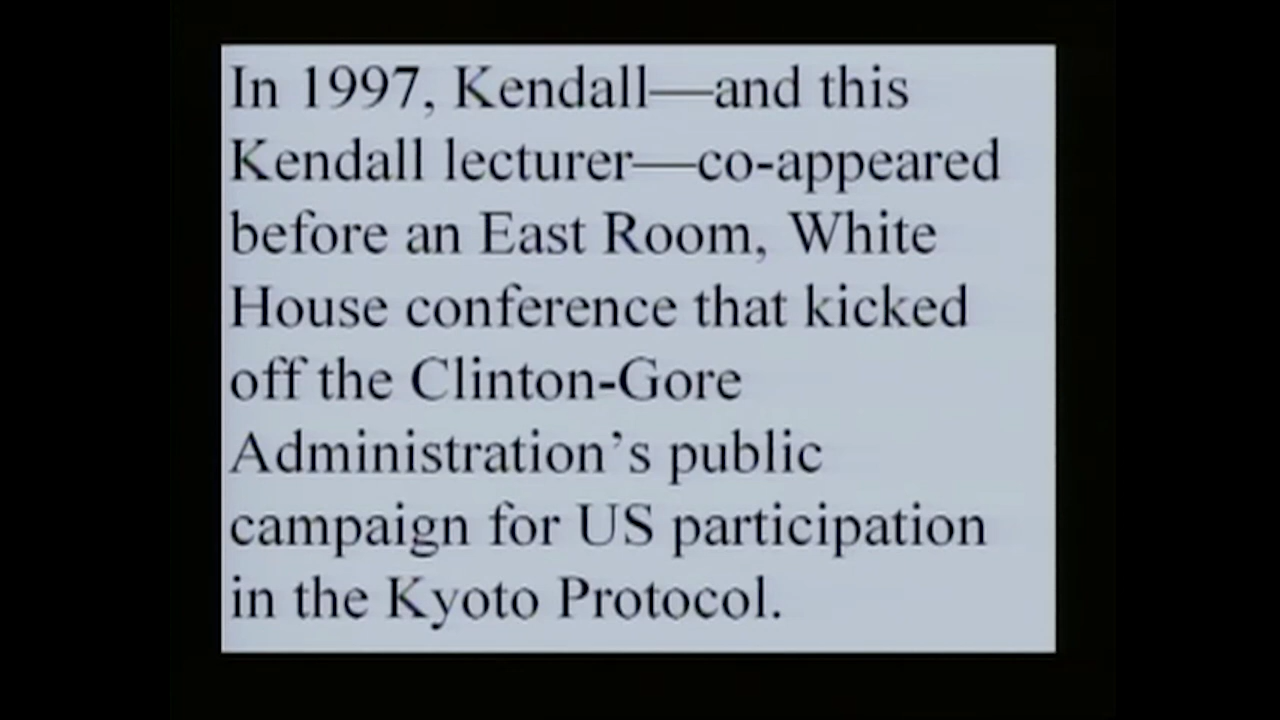 In 1997, Kendall—and this
Kendall lecturer—co-appeared
before an East Room, White
House conference that kicked
off the Clinton-Gore
Administration's public
campaign for US participation
in the Kyoto Protocol.